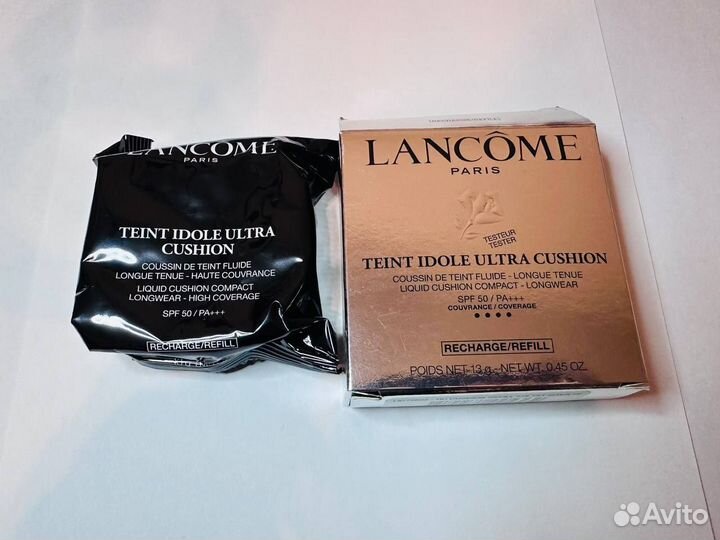 LANCÔME
PARIS
TEINT IDOLE ULTRA
CUSHION
COUSSIN DE TEINT FLUIDE
LONGUE TENUE - HAUTE COUVRANCE
LIQUID CUSHION COMPACT
LONGWEAR - HIGH COVERAGE
SPF 50 / PA+++
RECHARGE/REFILL
LANCÔME
PARIS
TESTEUR
TESTER
TEINT IDOLE ULTRA CUSHION
COUSSIN DE TEINT FLUIDE - LONGUE TENUE
LIQUID CUSHION COMPACT - LONGWEAR
SPF 50 / PA+++
COUVRANCE / COVERAGE
RECHARGE/REFILL
POIDS NET 13 g - NET WT. 0.45 OZ.
Avito